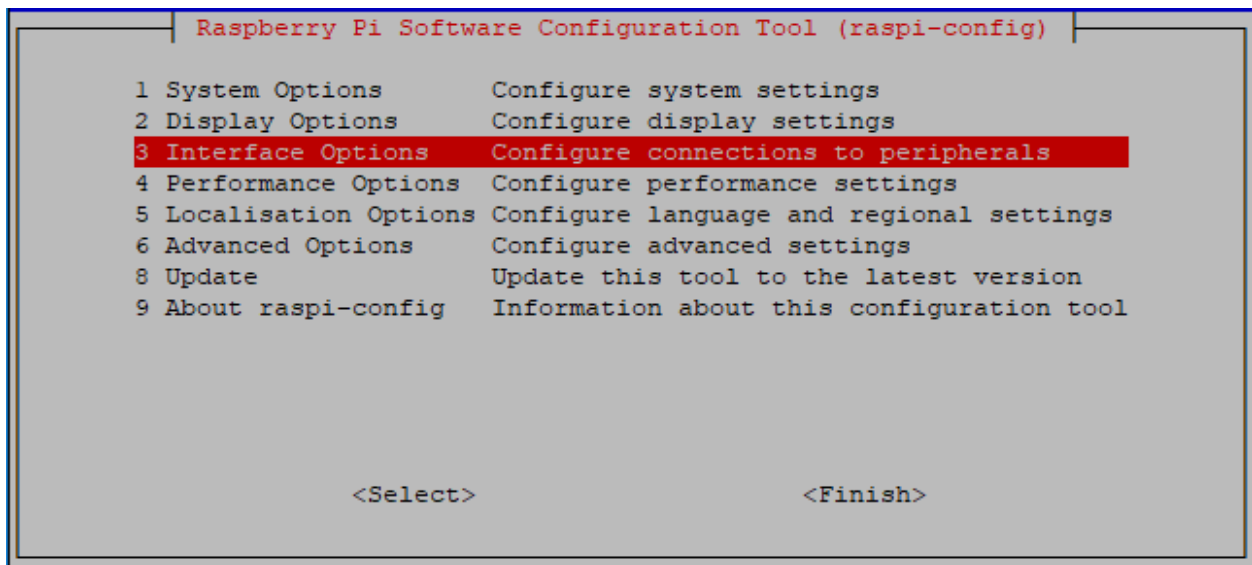 Raspberry Pi Software Configuration Tool (raspi-config)
1 System Options Configure system settings
2 Display Options Configure display settings
3 Interface Options Configure connections to peripherals
4 Performance Options Configure performance settings
5 Localisation Options Configure language and regional settings
6 Advanced Options Configure advanced settings
8 Update Update this tool to the latest version
9 About raspi-config Information about this configuration tool
<Select> <Finish>